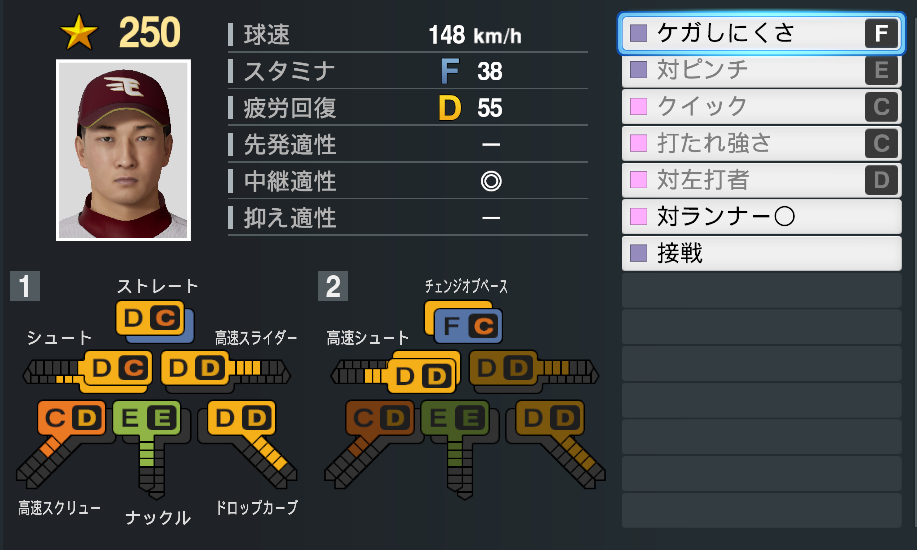 ★ 250
球速 148 km/h
スタミナ F 38
疲労回復 D 55
先発適性 ―
中継適性 ◎
抑え適性 ―
ケガしにくさ F
対ピンチ E
クイック C
打たれ強さ C
対左打者 D
対ランナー〇
接戦
1
ストレート
D C
シュート
高速スライダー
D C
D D
C D
E E
D D
高速スクリュー
ナックル
ドロップカーブ
2
チェンジオブベース
F C
高速シュート
D D
D D
C D
E E
D D